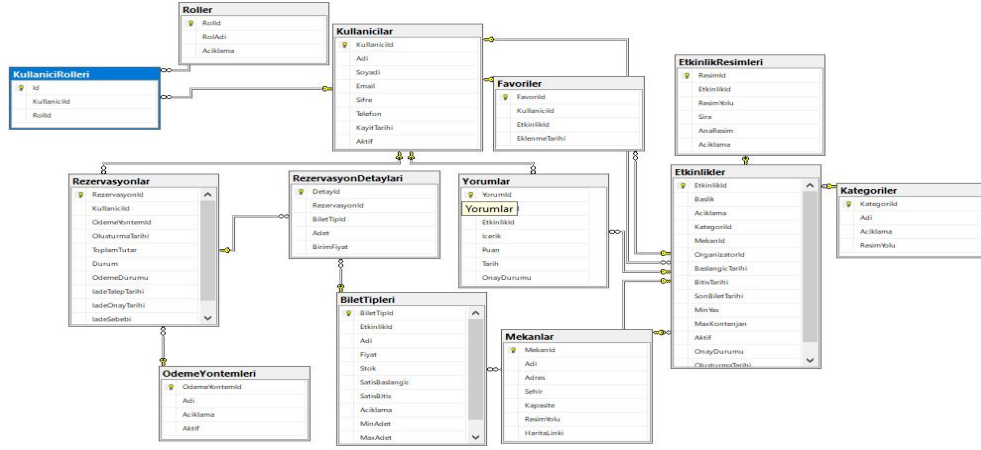 Roller
RolId
RolAdi
Aciklama
KullaniciRolleri
Id
KullaniciId
RolId
Kullanicilar
KullaniciId
Adi
Soyadi
Email
Sifre
Telefon
KayitTarihi
Aktif
Favoriler
FavoriId
KullaniciId
EtkinlikId
EklenmeTarihi
EtkinlikResimleri
ResimId
EtkinlikId
ResimYolu
Sira
AnaResim
Aciklama
Rezervasyonlar
RezervasyonId
KullaniciId
OdemeYontemId
OlusturmaTarihi
ToplamTutar
Durum
OdemeDurumu
IadeTalepTarihi
IadeOnayTarihi
IadeSebebi
RezervasyonDetaylari
DetayId
RezervasyonId
BiletTipId
Adet
BirimFiyat
Yorumlar
YorumId
Yorumlar
EtkinlikId
Icerik
Puan
Tarih
OnayDurumu
Etkinlikler
EtkinlikId
Baslik
Aciklama
KategoriId
MekanId
OrganizatorId
BaslangicTarihi
BitisTarihi
SonBiletTarihi
MinYas
MaxKontenjan
Aktif
OnayDurumu
OlusturmaTarihi
Kategoriler
KategoriId
Adi
Aciklama
ResimYolu
OdemeYontemleri
OdemeYontemId
Adi
Aciklama
Aktif
BiletTipleri
BiletTipId
EtkinlikId
Adi
Fiyat
Stok
SatisBaslangic
SatisBitis
Aciklama
MinAdet
MaxAdet
Mekanlar
MekanId
Adi
Adres
Sehir
Kapasite
ResimYolu
HaritaLinki